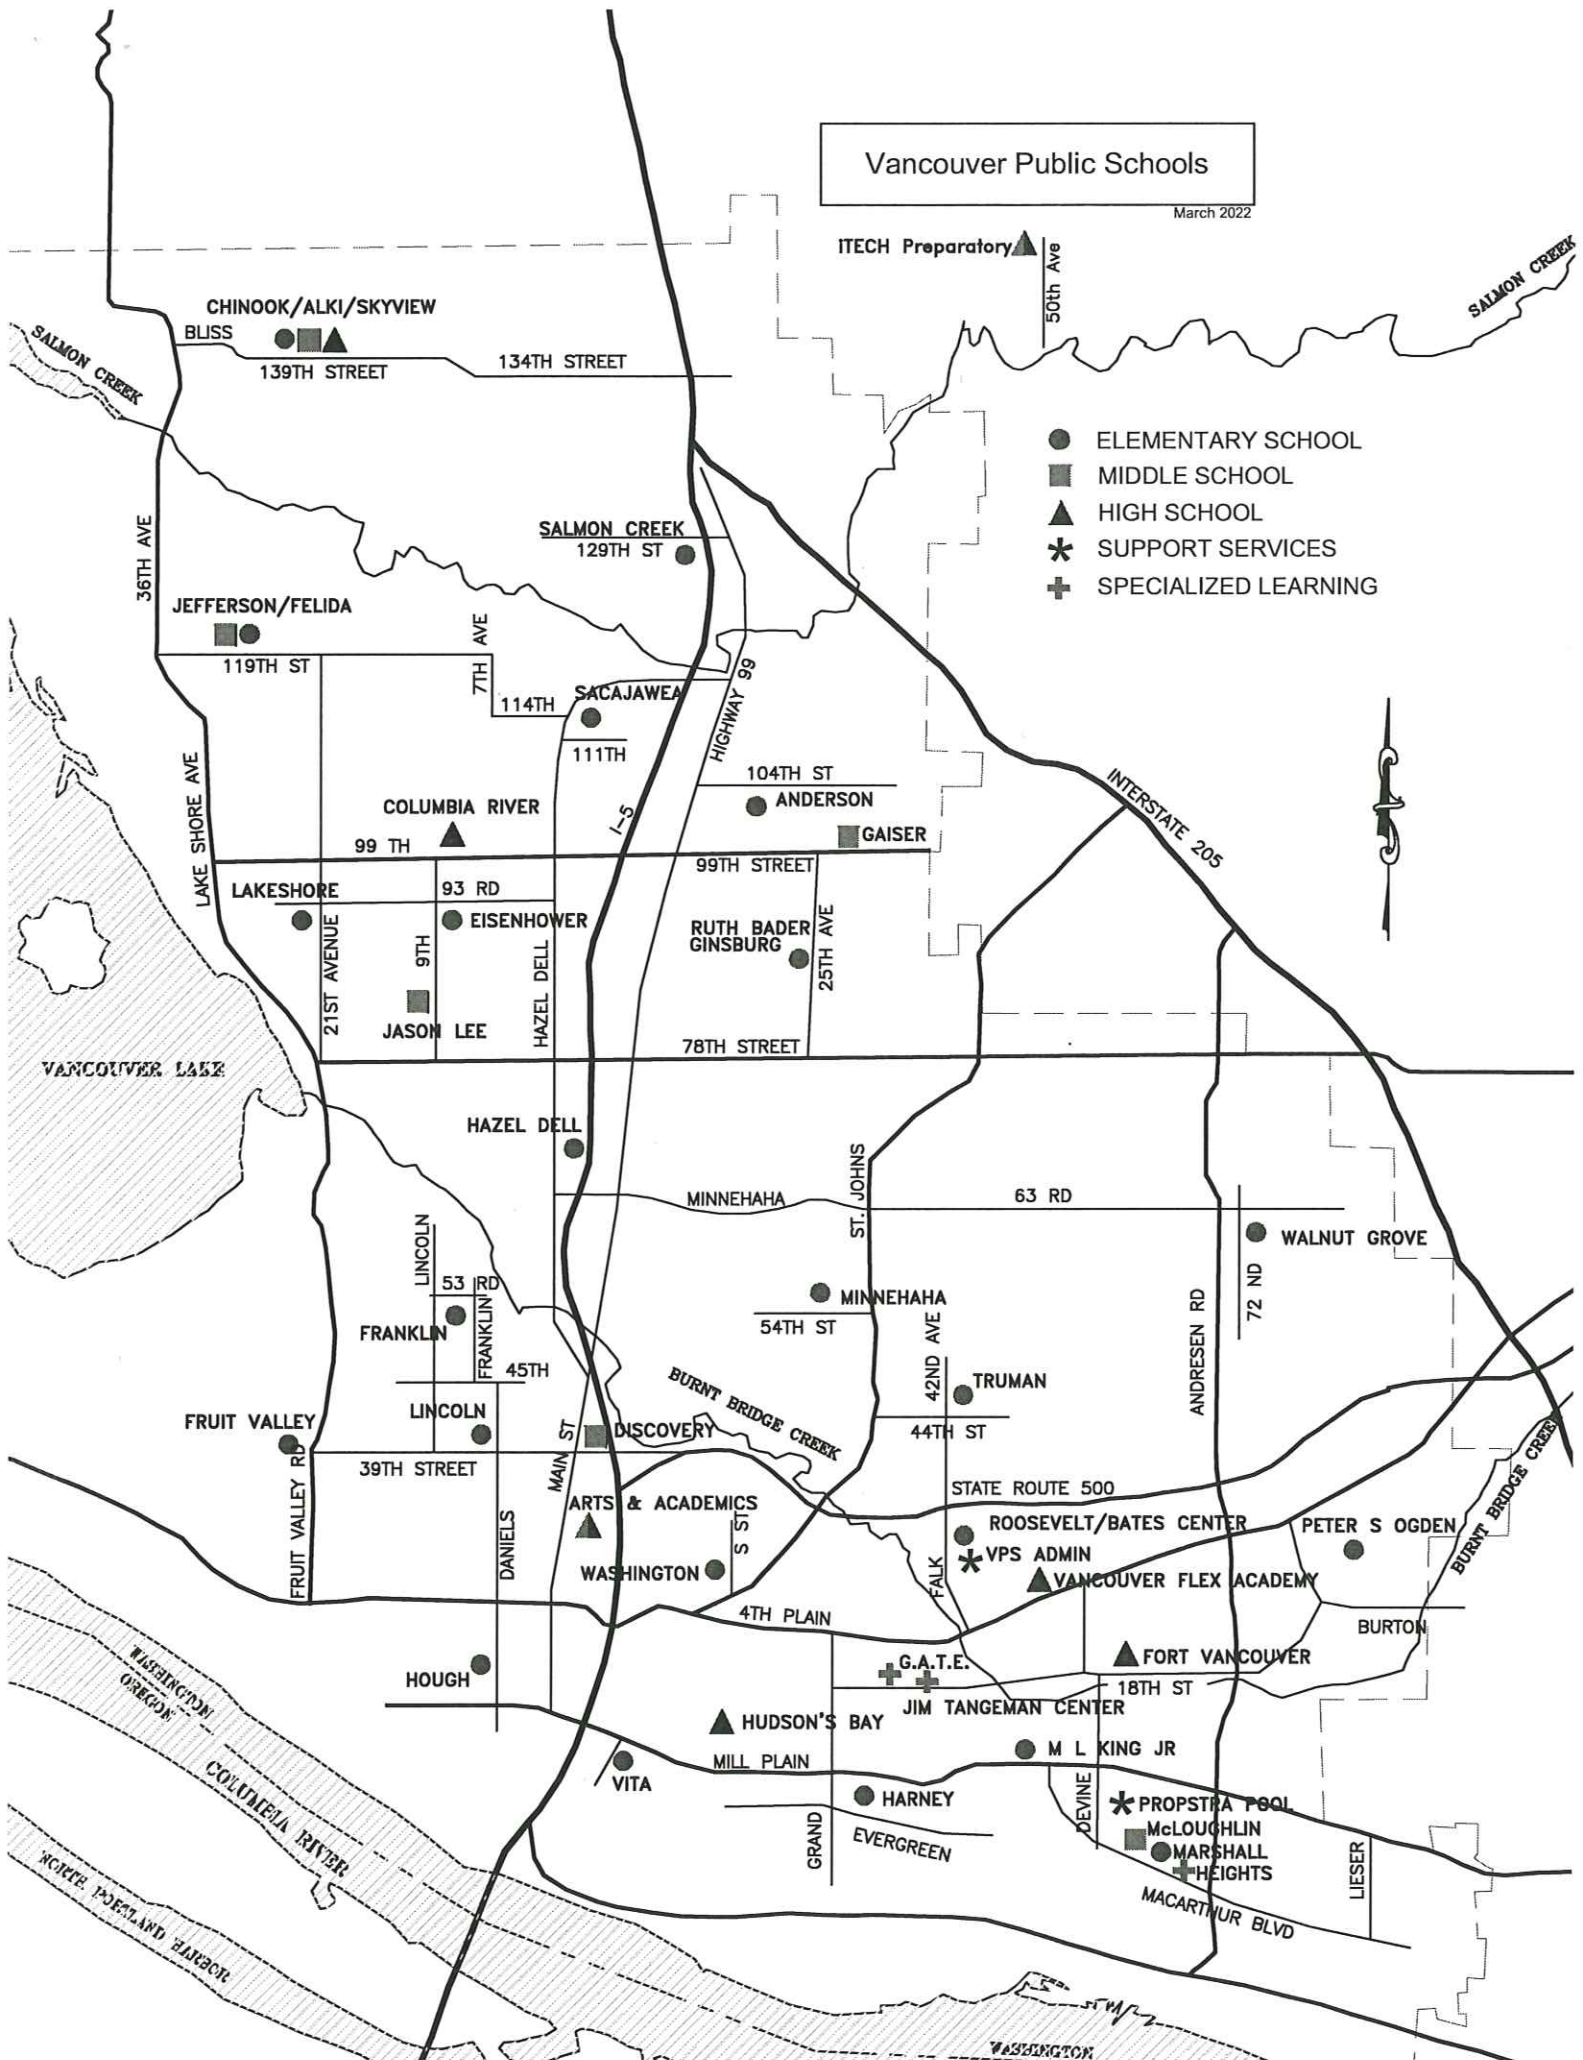 Vancouver Public Schools
March 2022
ITECH Preparatory
50th Ave
SALMON CREEK
CHINOOK/ALKI/SKYVIEW
BLISS
139TH STREET
134TH STREET
SALMON CREEK
ELEMENTARY SCHOOL
MIDDLE SCHOOL
HIGH SCHOOL
SUPPORT SERVICES
SPECIALIZED LEARNING
36TH AVE
SALMON CREEK
129TH ST
JEFFERSON/FELIDA
119TH ST
7TH AVE
114TH
SACAJAWEA
111TH
HIGHWAY 99
I-5
104TH ST
ANDERSON
INTERSTATE 205
LAKE SHORE AVE
COLUMBIA RIVER
99 TH
GAISER
99TH STREET
LAKESHORE
93 RD
EISENHOWER
21ST AVENUE
9TH
HAZEL DELL
RUTH BADER
GINSBURG
25TH AVE
JASON LEE
78TH STREET
VANCOUVER LAKE
HAZEL DELL
MINNEHAHA
ST. JOHNS
63 RD
WALNUT GROVE
72 ND
LINCOLN
53 RD
FRANKLIN
FRANKLIN
45TH
MINNEHAHA
54TH ST
42ND AVE
ANDRESEN RD
TRUMAN
44TH ST
BURNT BRIDGE CREEK
FRUIT VALLEY
LINCOLN
DISCOVERY
39TH STREET
MAIN ST
FRUIT VALLEY RD
DANIELS
ARTS & ACADEMICS
S ST
WASHINGTON
STATE ROUTE 500
ROOSEVELT/BATES CENTER
VPS ADMIN
VANCOUVER FLEX ACADEMY
FALK
PETER S OGDEN
BURNT BRIDGE CREEK
BURTON
4TH PLAIN
FORT VANCOUVER
18TH ST
G.A.T.E.
JIM TANGEMAN CENTER
HOUGH
HUDSON'S BAY
MILL PLAIN
VITA
M L KING JR
HARNEY
GRAND
EVERGREEN
DEVINE
PROPSTRA POOL
McLOUGHLIN
MARSHALL
HEIGHTS
LIESER
MACARTHUR BLVD
WASHINGTON
OREGON
COLUMBIA RIVER
NORTH PORTLAND HARBOR
WASHINGTON